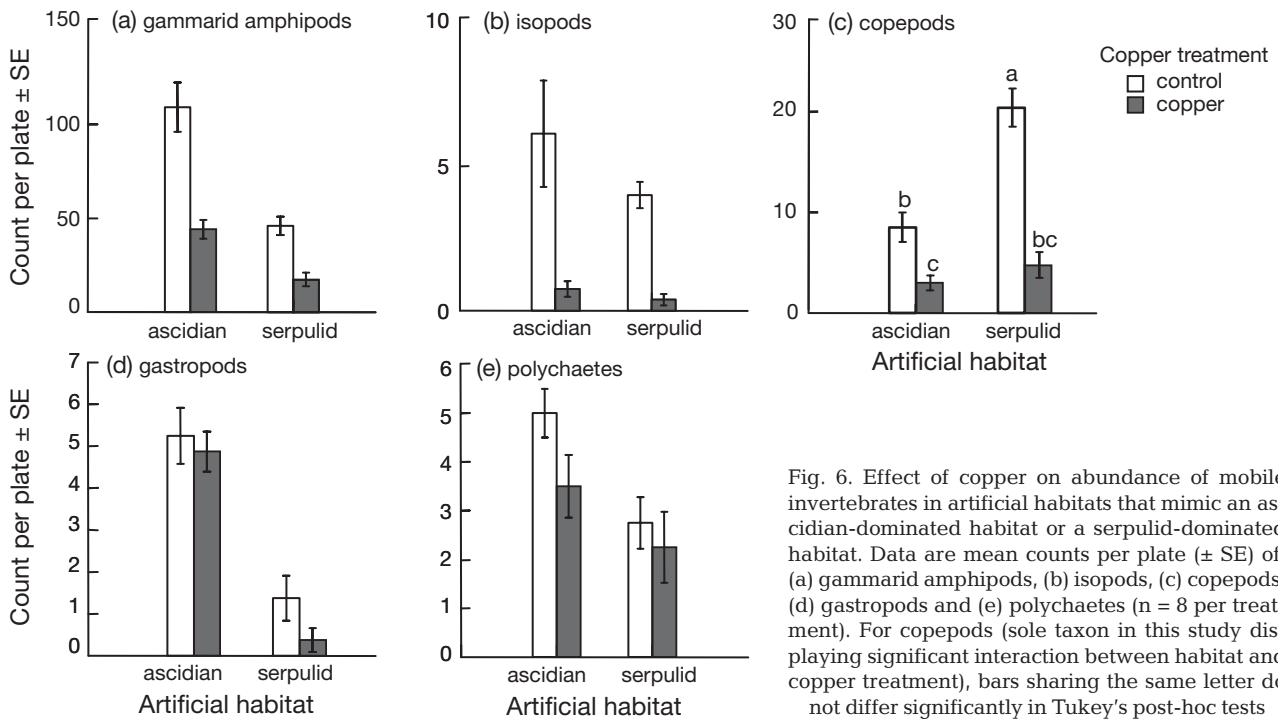 (a) gammarid amphipods
Count per plate ± SE
150
100
50
0
ascidian serpulid
(b) isopods
10
5
0
ascidian serpulid
(c) copepods
30
20
10
0
b
c
a
bc
ascidian serpulid
Artificial habitat
Copper treatment
control
copper
(d) gastropods
Count per plate ± SE
7
6
5
4
3
2
1
0
ascidian serpulid
Artificial habitat
(e) polychaetes
6
5
4
3
2
1
0
ascidian serpulid
Artificial habitat
Fig. 6. Effect of copper on abundance of mobile
invertebrates in artificial habitats that mimic an as-
cidian-dominated habitat or a serpulid-dominated
habitat. Data are mean counts per plate (± SE) of
(a) gammarid amphipods, (b) isopods, (c) copepods
(d) gastropods and (e) polychaetes (n = 8 per treat-
ment). For copepods (sole taxon in this study dis-
playing significant interaction between habitat and
copper treatment), bars sharing the same letter do
not differ significantly in Tukey's post-hoc tests